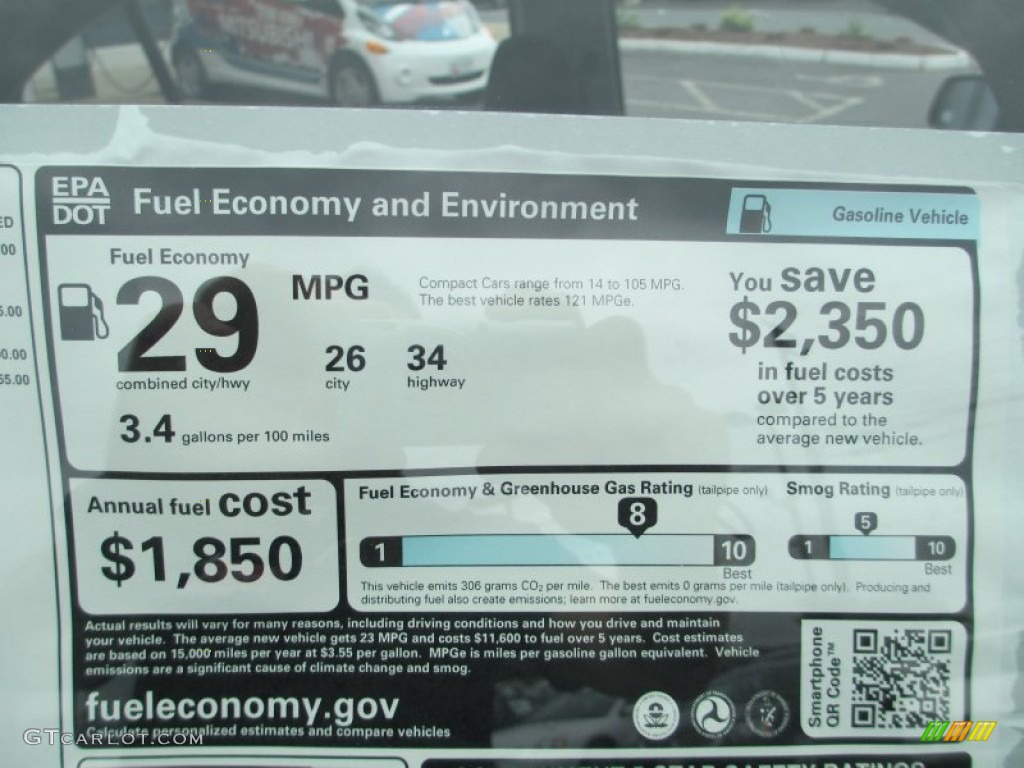 EPA
DOT
Fuel Economy and Environment
Gasoline Vehicle
Fuel Economy
29
MPG
combined city/hwy
26
city
34
highway
3.4 gallons per 100 miles
Compact Cars range from 14 to 105 MPG.
The best vehicle rates 121 MPGe.
You save
$2,350
in fuel costs
over 5 years
compared to the
average new vehicle.
Annual fuel cost
$1,850
Fuel Economy & Greenhouse Gas Rating (tailpipe only)
8
1
10
Best
Smog Rating (tailpipe only)
5
1
10
Best
This vehicle emits 306 grams CO₂ per mile. The best emits 0 grams per mile (tailpipe only). Producing and
distributing fuel also create emissions; learn more at fueleconomy.gov.
Actual results will vary for many reasons, including driving conditions and how you drive and maintain
your vehicle. The average new vehicle gets 23 MPG and costs $11,600 to fuel over 5 years. Cost estimates
are based on 15,000 miles per year at $3.55 per gallon. MPGe is miles per gasoline gallon equivalent. Vehicle
emissions are a significant cause of climate change and smog.
fueleconomy.gov
Calculate personalized estimates and compare vehicles
Smartphone
QR Code™
GTcarlot.com